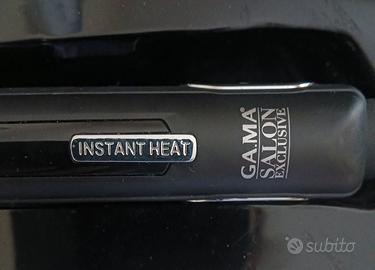 INSTANT HEAT
GA.MA®
SALON
EXCLUSIVE
subito